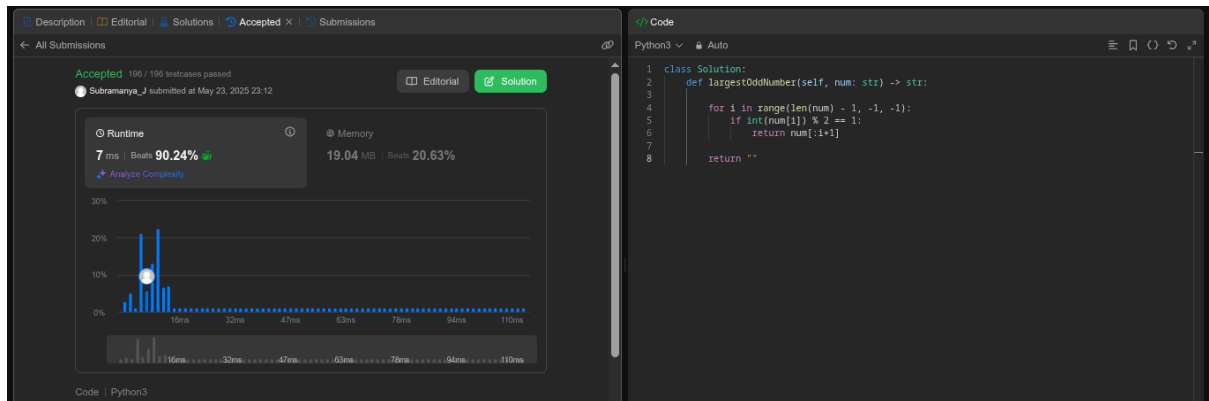 Description | Editorial | Solutions | Accepted × | Submissions
← All Submissions
Accepted 196 / 196 testcases passed
Subramanya_J submitted at May 23, 2025 23:12
Editorial
Solution
Runtime
7 ms | Beats 90.24%
Analyze Complexity
Memory
19.04 MB | Beats 20.63%
30%
20%
10%
0%
16ms 32ms 47ms 63ms 78ms 94ms 110ms
16ms 32ms 47ms 63ms 78ms 94ms 110ms
Code | Python3
</> Code
Python3 Auto
1 class Solution:
2     def largestOddNumber(self, num: str) -> str:
3
4         for i in range(len(num) - 1, -1, -1):
5             if int(num[i]) % 2 == 1:
6                 return num[:i+1]
7
8         return ""